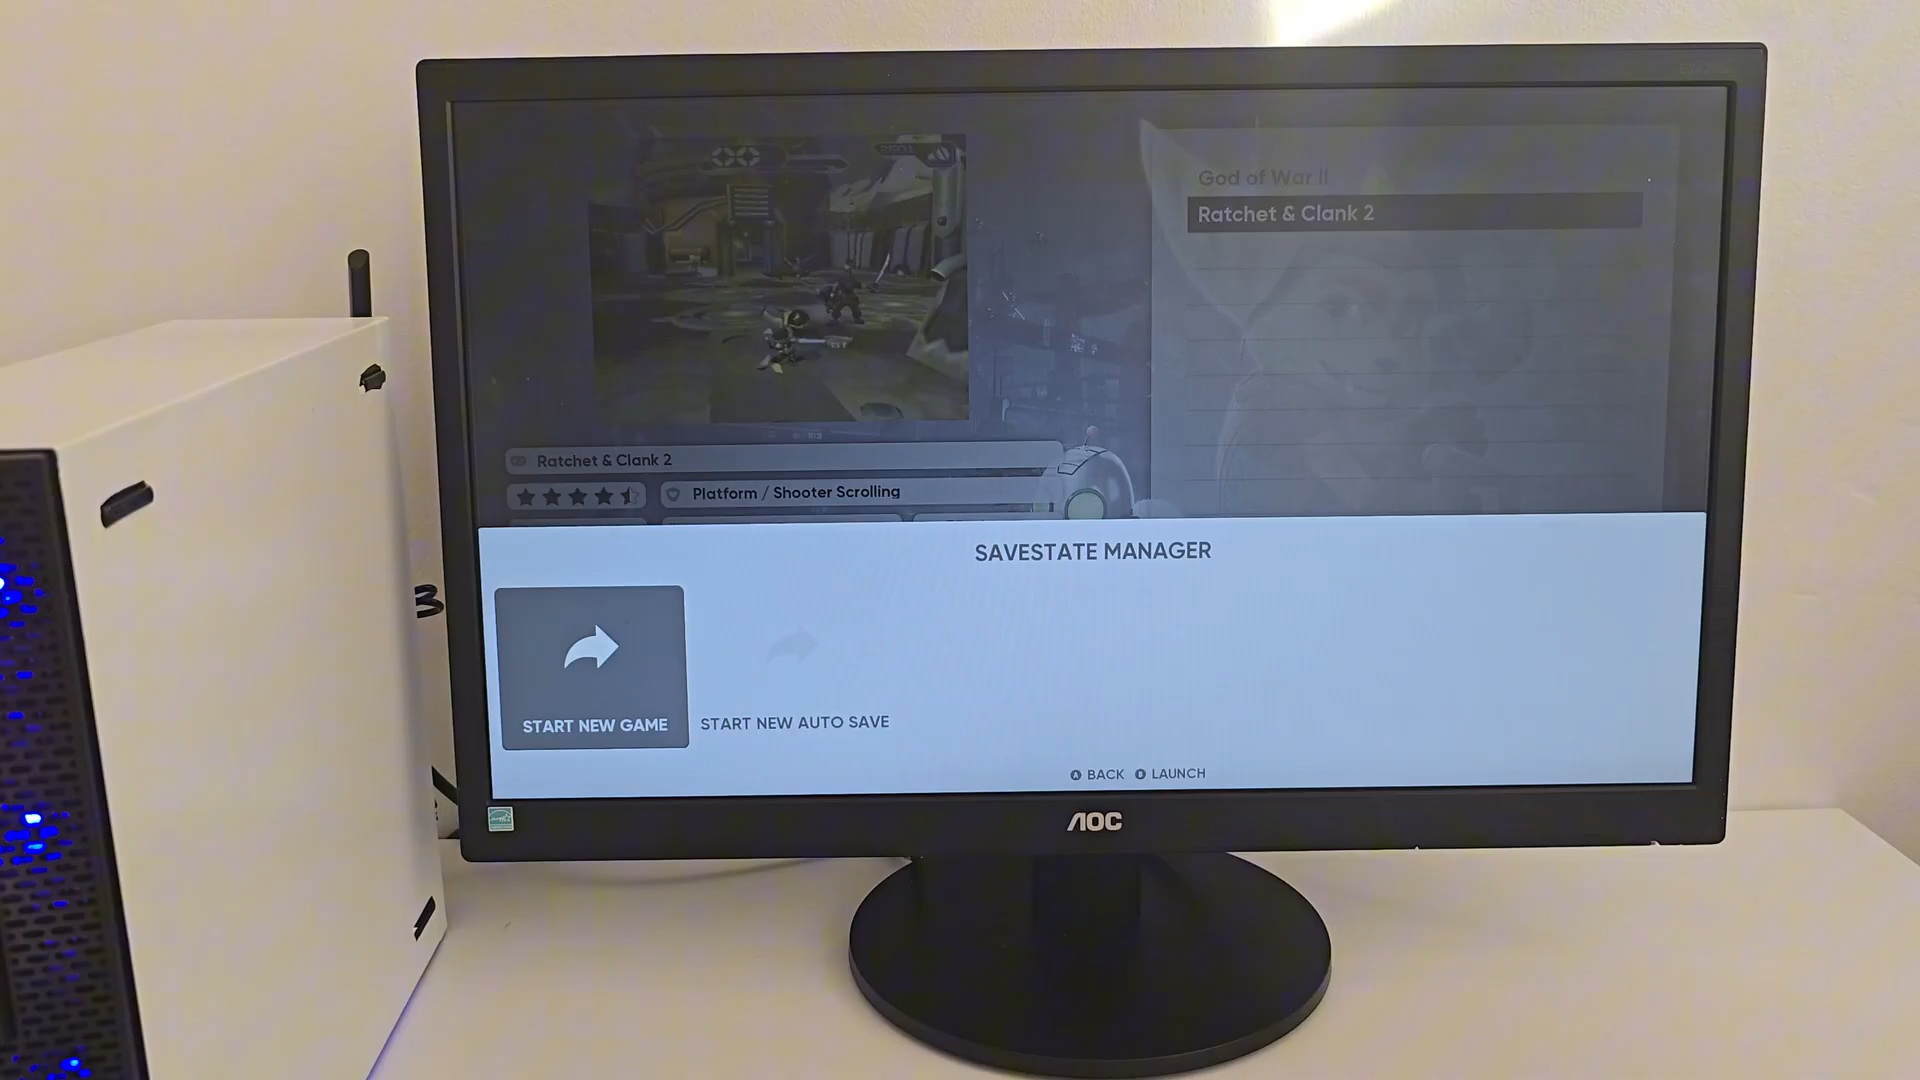 God of War II
Ratchet & Clank 2
Ratchet & Clank 2
Platform / Shooter Scrolling
SAVESTATE MANAGER
START NEW GAME
START NEW AUTO SAVE
BACK
LAUNCH
AOC